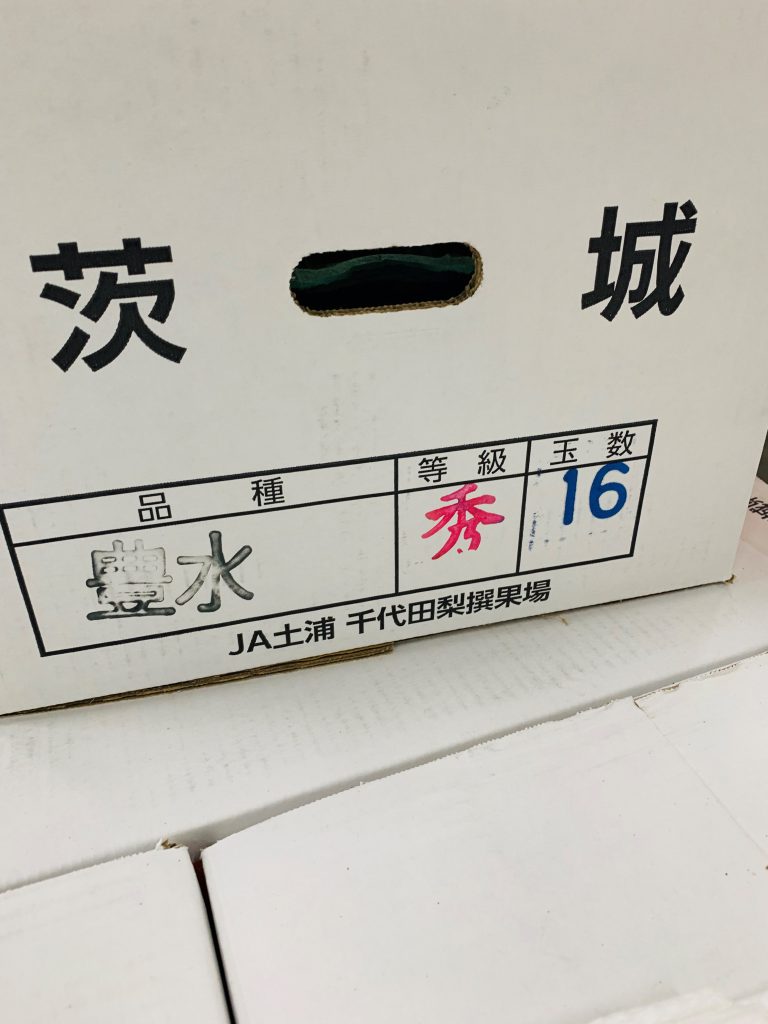 茨 城
品 種 等 級 玉 数
豊水 秀 16
JA土浦 千代田梨撰果場